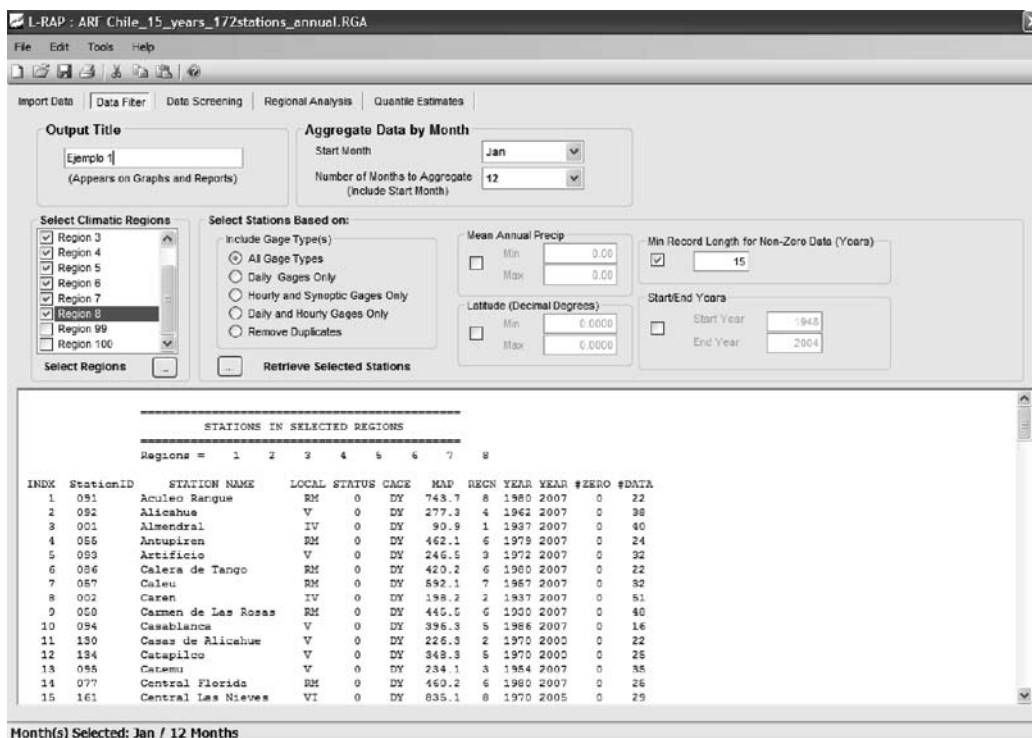 L-RAP : ARF Chile_15_years_172stations_annual.RGA
File Edit Tools Help
Import Data Data Filter Data Screening Regional Analysis Quantile Estimates
Output Title
Ejemplo 1
(Appears on Graphs and Reports)
Aggregate Data by Month
Start Month Jan
Number of Months to Aggregate 12
(Include Start Month)
Select Climatic Regions
Region 3
Region 4
Region 5
Region 6
Region 7
Region 8
Region 99
Region 100
Select Regions ...
Select Stations Based on:
Include Gage Type(s)
All Gage Types
Daily Gages Only
Hourly and Synoptic Gages Only
Daily and Hourly Gages Only
Remove Duplicates
... Retrieve Selected Stations
Mean Annual Precip
Min 0.00
Max 0.00
Latitude (Decimal Degrees)
Min 0.0000
Max 0.0000
Min Record Length for Non-Zero Data (Years)
15
Start/End Years
Start Year 1948
End Year 2004
STATIONS IN SELECTED REGIONS
Regions = 1 2 3 4 5 6 7 8
INDX StationID STATION NAME LOCAL STATUS GAGE MAP REGN YEAR YEAR #ZERO #DATA
1 091 Aculeo Rangue RM 0 DY 743.7 8 1980 2007 0 22
2 092 Alicahue V 0 DY 277.3 4 1962 2007 0 38
3 001 Almendral IV 0 DY 90.9 1 1937 2007 0 40
4 055 Antupiren RM 0 DY 462.1 6 1979 2007 0 24
5 093 Artificio V 0 DY 246.5 3 1972 2007 0 32
6 086 Calera de Tango RM 0 DY 420.2 6 1980 2007 0 22
7 057 Caleu RM 0 DY 592.1 7 1957 2007 0 32
8 002 Caren IV 0 DY 198.2 2 1937 2007 0 51
9 058 Carmen de Las Rosas RM 0 DY 2007 0 48
10 094 Casablanca V 0 DY 396.3 5 1986 2007 0 16
11 130 Casas de Alicahue V 0 DY 226.3 2 1970 2000 0 22
12 134 Catapilco V 0 DY 348.3 5 1970 2000 0 25
13 095 Catemu V 0 DY 234.1 3 1954 2007 0 35
14 077 Central Florida RM 0 DY 460.2 6 1980 2007 0 26
15 161 Central Las Nieves VI 0 DY 835.1 8 1970 2005 0 29
Month(s) Selected: Jan / 12 Months